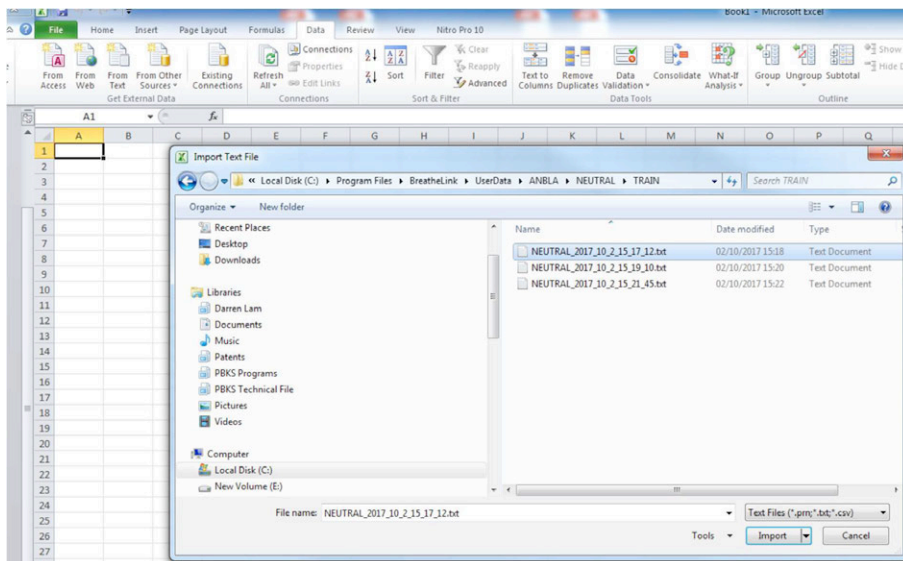 Book1 - Microsoft Excel
File Home Insert Page Layout Formulas Data Review View Nitro Pro 10
From Access
From Web
From Text
From Other Sources
Existing Connections
Get External Data
Refresh All
Connections
Properties
Edit Links
Connections
Sort
Filter
Clear
Reapply
Advanced
Sort & Filter
Text to Columns
Remove Duplicates
Data Validation
Consolidate
What-If Analysis
Data Tools
Group
Ungroup
Subtotal
Show
Hide D
Outline
A1 fx
A B C D E F G H I J K L M N O P Q
1
2
3
4
5
6
7
8
9
10
11
12
13
14
15
16
17
18
19
20
21
22
23
24
25
26
27
Import Text File
« Local Disk (C:) Program Files BreatheLink UserData ANBLA NEUTRAL TRAIN
Search TRAIN
Organize New folder
Recent Places
Desktop
Downloads
Libraries
Darren Lam
Documents
Music
Patents
PBKS Programs
PBKS Technical File
Pictures
Videos
Computer
Local Disk (C:)
New Volume (E:)
Name Date modified Type
NEUTRAL_2017_10_2_15_17_12.txt 02/10/2017 15:18 Text Document
NEUTRAL_2017_10_2_15_19_10.txt 02/10/2017 15:20 Text Document
NEUTRAL_2017_10_2_15_21_45.txt 02/10/2017 15:22 Text Document
File name: NEUTRAL_2017_10_2_15_17_12.txt
Text Files (*.prn;*.txt;*.csv)
Tools Import Cancel